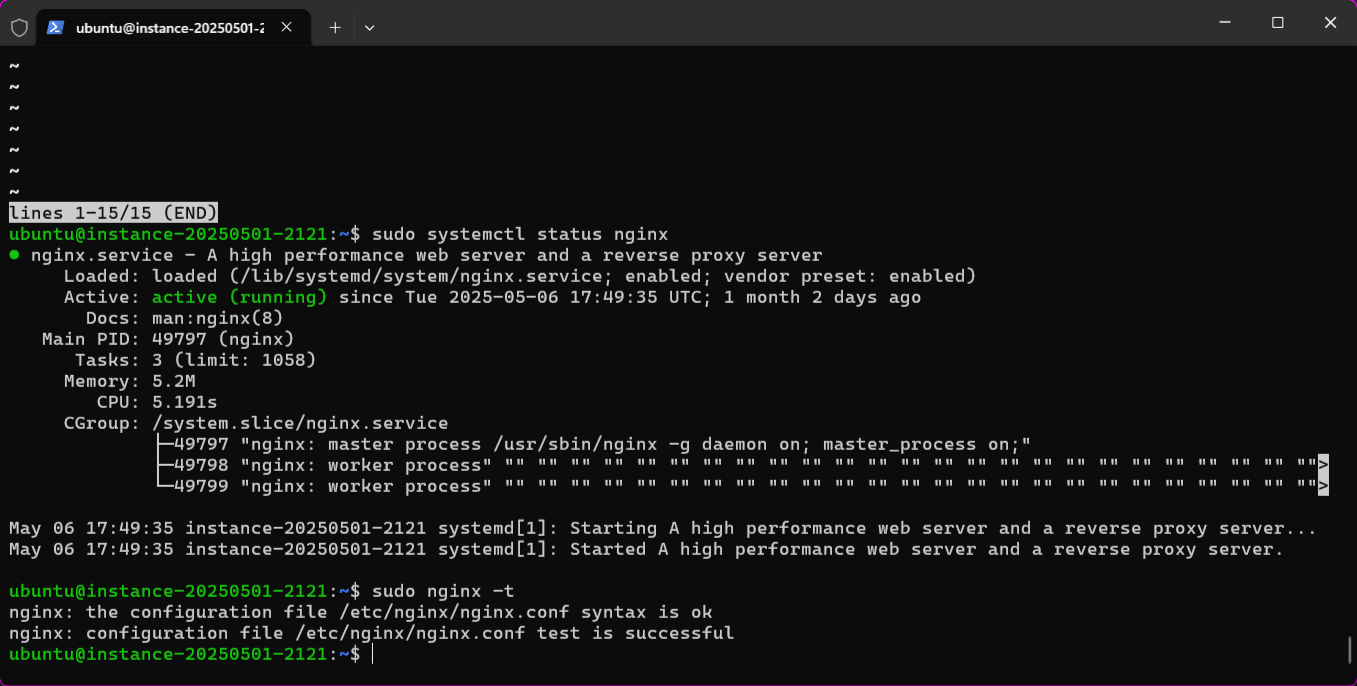 ubuntu@instance-20250501-2
~
~
~
~
~
~
~
lines 1-15/15 (END)
ubuntu@instance-20250501-2121:~$ sudo systemctl status nginx
● nginx.service - A high performance web server and a reverse proxy server
     Loaded: loaded (/lib/systemd/system/nginx.service; enabled; vendor preset: enabled)
     Active: active (running) since Tue 2025-05-06 17:49:35 UTC; 1 month 2 days ago
       Docs: man:nginx(8)
   Main PID: 49797 (nginx)
      Tasks: 3 (limit: 1058)
     Memory: 5.2M
        CPU: 5.191s
     CGroup: /system.slice/nginx.service
             ├─49797 "nginx: master process /usr/sbin/nginx -g daemon on; master_process on;"
             ├─49798 "nginx: worker process" "" "" "" "" "" "" "" "" "" "" "" "" "" "" "" "" "" "" "" "" "" "" "" "" "">
             └─49799 "nginx: worker process" "" "" "" "" "" "" "" "" "" "" "" "" "" "" "" "" "" "" "" "" "" "" "" "" "">

May 06 17:49:35 instance-20250501-2121 systemd[1]: Starting A high performance web server and a reverse proxy server...
May 06 17:49:35 instance-20250501-2121 systemd[1]: Started A high performance web server and a reverse proxy server.

ubuntu@instance-20250501-2121:~$ sudo nginx -t
nginx: the configuration file /etc/nginx/nginx.conf syntax is ok
nginx: configuration file /etc/nginx/nginx.conf test is successful
ubuntu@instance-20250501-2121:~$